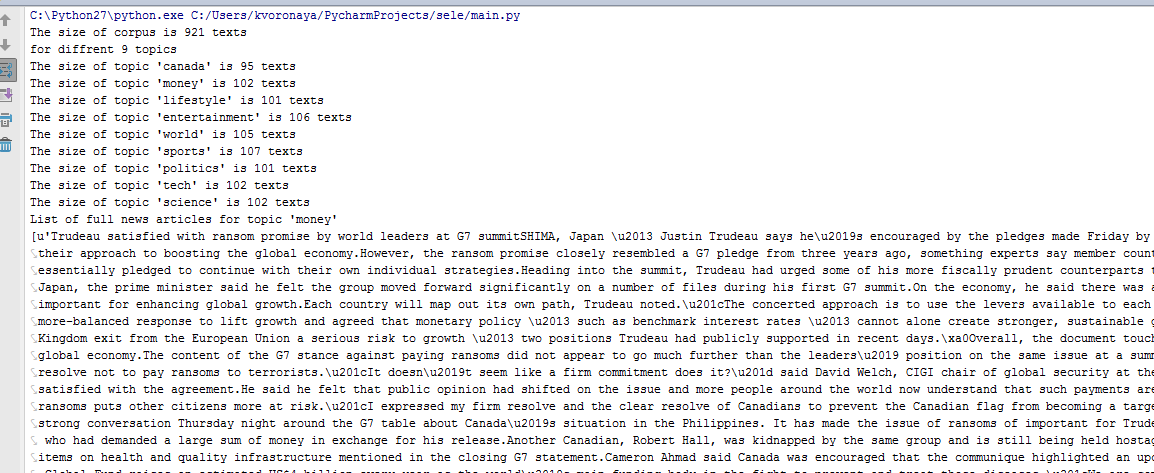 C:\Python27\python.exe C:/Users/kvoronaya/PycharmProjects/sele/main.py
The size of corpus is 921 texts
for diffrent 9 topics
The size of topic 'canada' is 95 texts
The size of topic 'money' is 102 texts
The size of topic 'lifestyle' is 101 texts
The size of topic 'entertainment' is 106 texts
The size of topic 'world' is 105 texts
The size of topic 'sports' is 107 texts
The size of topic 'politics' is 101 texts
The size of topic 'tech' is 102 texts
The size of topic 'science' is 102 texts
List of full news articles for topic 'money'
[u'Trudeau satisfied with ransom promise by world leaders at G7 summitSHIMA, Japan \u2013 Justin Trudeau says he\u2019s encouraged by the pledges made Friday by
their approach to boosting the global economy.However, the ransom promise closely resembled a G7 pledge from three years ago, something experts say member count
essentially pledged to continue with their own individual strategies.Heading into the summit, Trudeau had urged some of his more fiscally prudent counterparts t
Japan, the prime minister said he felt the group moved forward significantly on a number of files during his first G7 summit.On the economy, he said there was a
important for enhancing global growth.Each country will map out its own path, Trudeau noted.\u201cThe concerted approach is to use the levers available to each
more-balanced response to lift growth and agreed that monetary policy \u2013 such as benchmark interest rates \u2013 cannot alone create stronger, sustainable g
Kingdom exit from the European Union a serious risk to growth \u2013 two positions Trudeau had publicly supported in recent days.\xa0Overall, the document touch
global economy.The content of the G7 stance against paying ransoms did not appear to go much further than the leaders\u2019 position on the same issue at a summ
resolve not to pay ransoms to terrorists.\u201cIt doesn\u2019t seem like a firm commitment does it?\u201d said David Welch, CIGI chair of global security at the
satisfied with the agreement.He said he felt that public opinion had shifted on the issue and more people around the world now understand that such payments are
ransoms puts other citizens more at risk.\u201cI expressed my firm resolve and the clear resolve of Canadians to prevent the Canadian flag from becoming a targe
strong conversation Thursday night around the G7 table about Canada\u2019s situation in the Philippines. It has made the issue of ransoms of important for Trude
who had demanded a large sum of money in exchange for his release.Another Canadian, Robert Hall, was kidnapped by the same group and is still being held hostag
items on health and quality infrastructure mentioned in the closing G7 statement.Cameron Ahmad said Canada was encouraged that the communique highlighted an upc